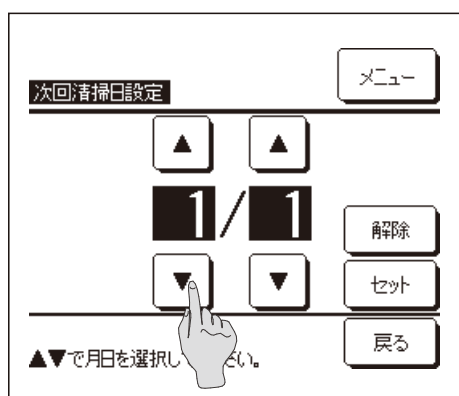 メニュー
次回清掃日設定
▲ ▲
1/1
解除
▼ ▼
セット
戻る
▲▼で月日を選択し さい。